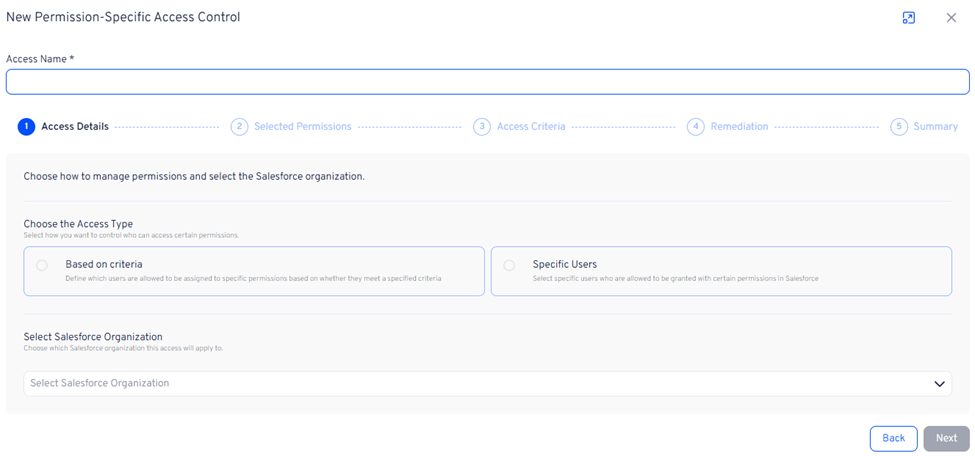 New Permission-Specific Access Control
Access Name *
1 Access Details 2 Selected Permissions 3 Access Criteria 4 Remediation 5 Summary
Choose how to manage permissions and select the Salesforce organization.
Choose the Access Type
Select how you want to control who can access certain permissions.
Based on criteria
Define which users are allowed to be assigned to specific permissions based on whether they meet a specified criteria
Specific Users
Select specific users who are allowed to be granted with certain permissions in Salesforce
Select Salesforce Organization
Choose which Salesforce organization this access will apply to.
Select Salesforce Organization
Back Next